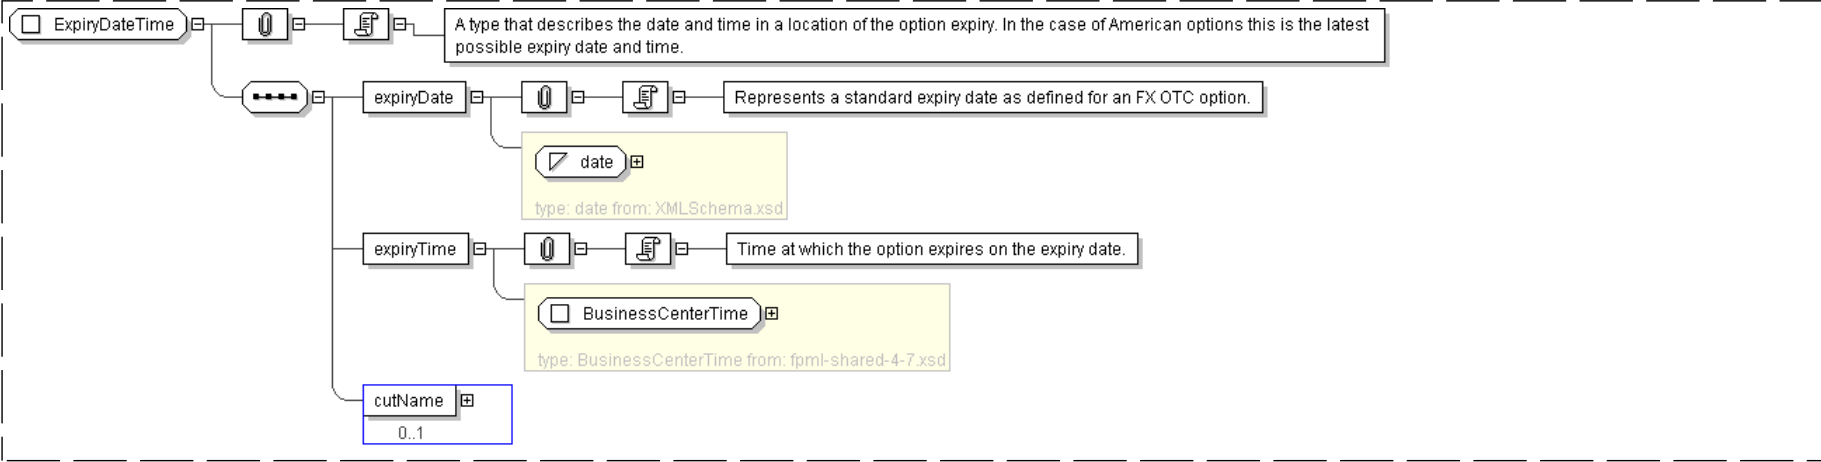 ExpiryDateTime
A type that describes the date and time in a location of the option expiry. In the case of American options this is the latest
possible expiry date and time.
expiryDate
Represents a standard expiry date as defined for an FX OTC option.
date
type: date from: XMLSchema.xsd
expiryTime
Time at which the option expires on the expiry date.
BusinessCenterTime
type: BusinessCenterTime from: fpml-shared-4-7.xsd
cutName
0..1